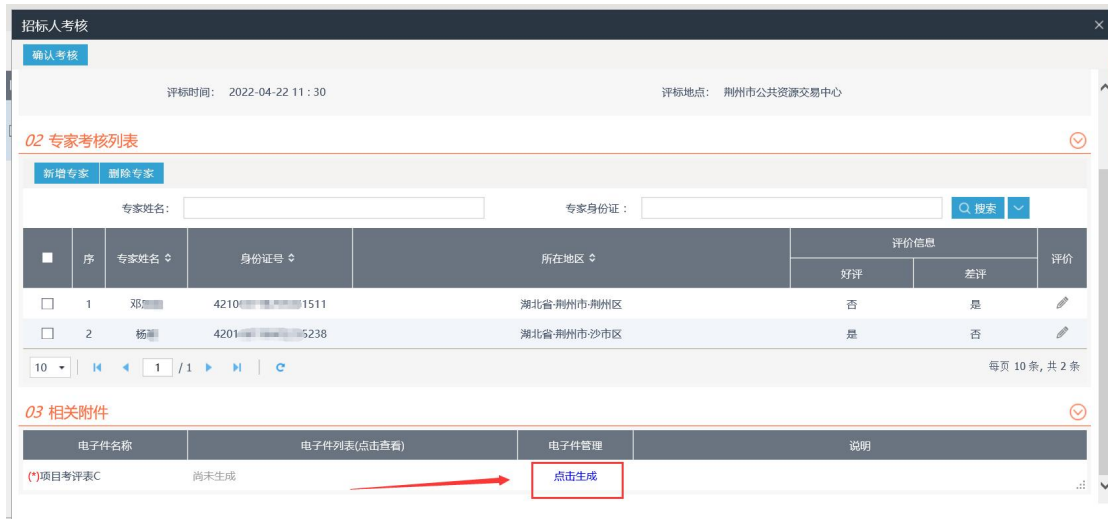 招标人考核
确认考核
评标时间： 2022-04-22 11：30 评标地点： 荆州市公共资源交易中心
02 专家考核列表
新增专家 删除专家
专家姓名： 专家身份证： 搜索
序 专家姓名 身份证号 所在地区 评价信息 评价
好评 差评
1 邓 4210 1511 湖北省·荆州市·荆州区 否 是
2 杨 4201 5238 湖北省·荆州市·沙市区 是 否
10 1 / 1 每页 10 条, 共 2 条
03 相关附件
电子件名称 电子件列表(点击查看) 电子件管理 说明
(*)项目考评表C 尚未生成 点击生成